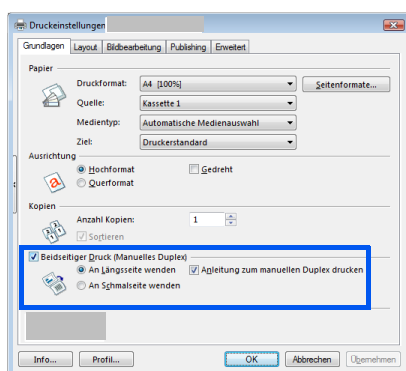 Druckeinstellungen
Grundlagen Layout Bildbearbeitung Publishing Erweitert
Papier
Druckformat: A4 [100%] Seitenformate...
Quelle: Kassette 1
Medientyp: Automatische Medienauswahl
Ziel: Druckerstandard
Ausrichtung
Hochformat Gedreht
Querformat
Kopien
Anzahl Kopien: 1
Sortieren
Beidseitiger Druck (Manuelles Duplex)
An Längsseite wenden Anleitung zum manuellen Duplex drucken
An Schmalseite wenden
Info... Profil... OK Abbrechen Übernehmen